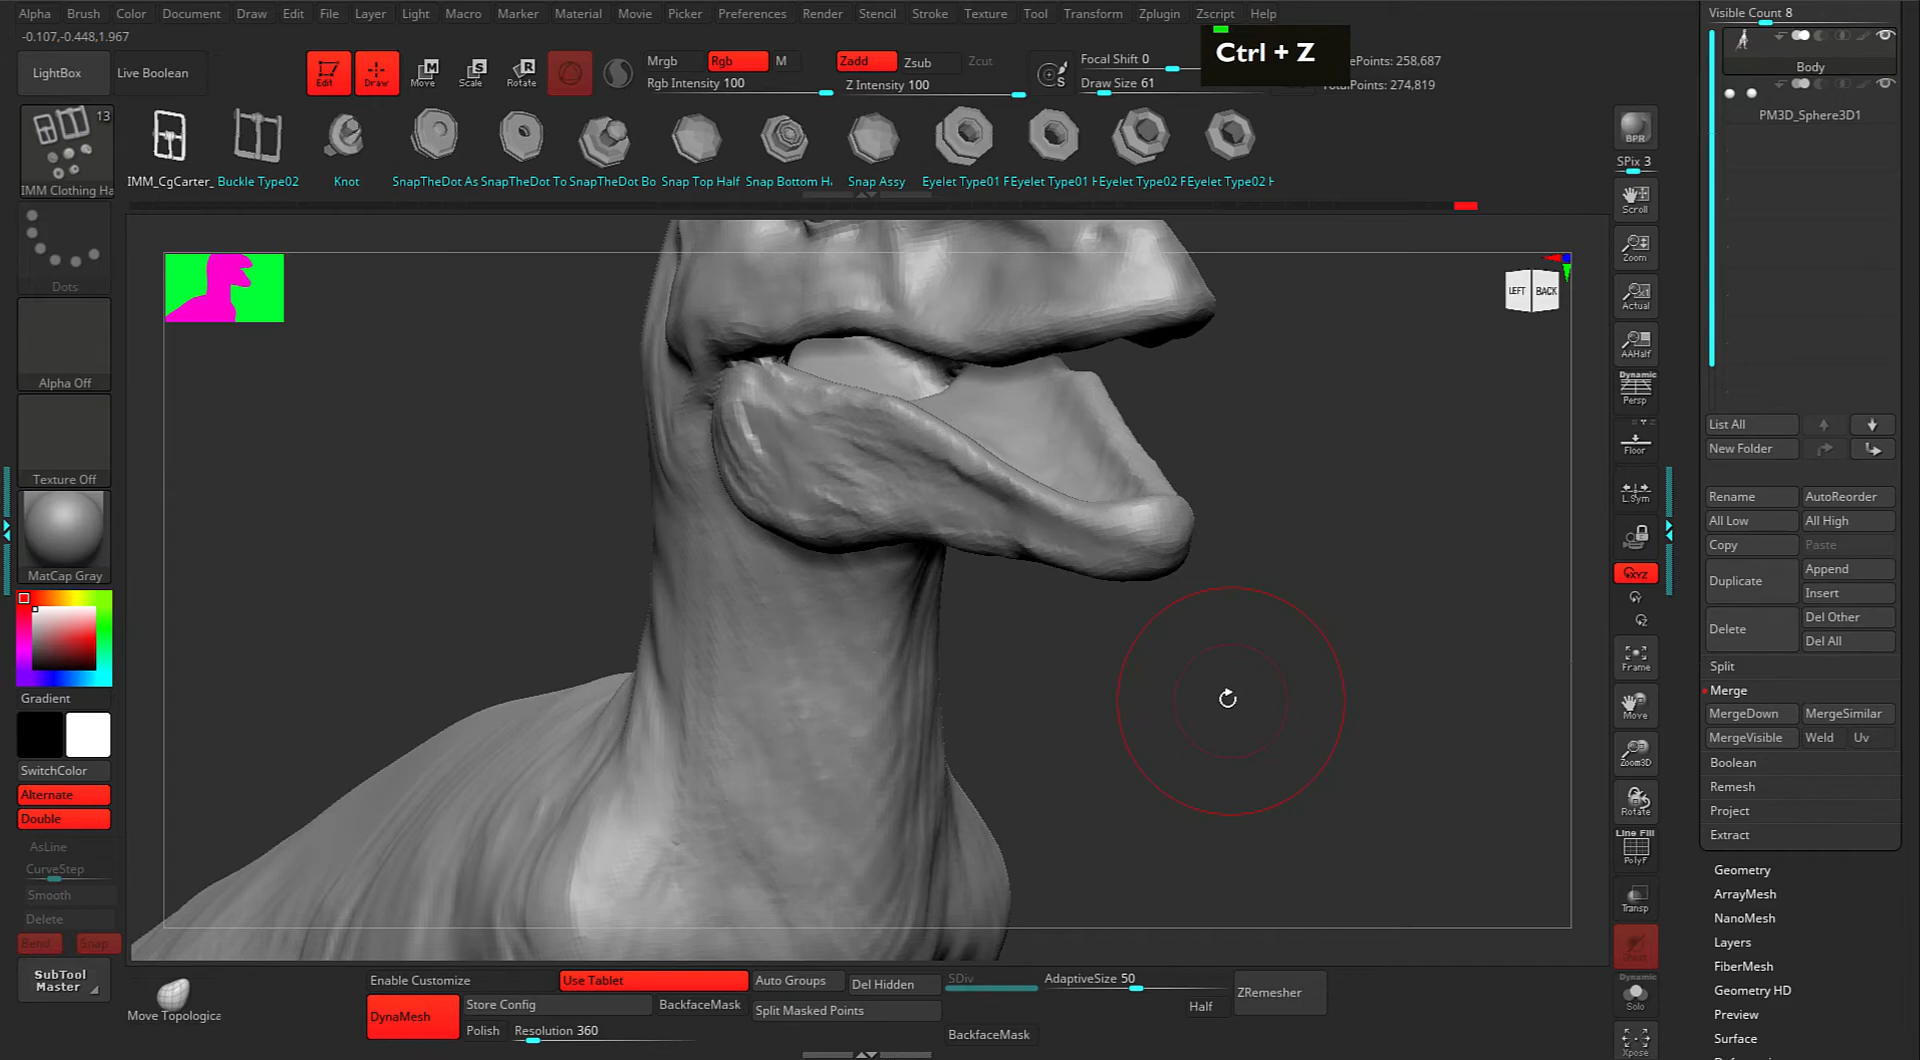 Alpha Brush Color Document Draw Edit File Layer Light Macro Marker Material Movie Picker Preferences Render Stencil Stroke Texture Tool Transform Zplugin Zscript Help
-0.107,-0.448,1.967
LightBox
Live Boolean
Edit
Draw
M
Move
S
Scale
R
Rotate
Mrgb
Rgb
M
Rgb Intensity 100
Zadd
Zsub
Zcut
Z Intensity 100
S
Focal Shift 0
Draw Size 61
Ctrl + Z
ePoints: 258,687
TotalPoints: 274,819
13
IMM Clothing Ha
IMM_CgCarter_
Buckle Type02
Knot
SnapTheDot As
SnapTheDot To
SnapTheDot Bo
Snap Top Half
Snap Bottom H
Snap Assy
Eyelet Type01 F
Eyelet Type01 H
Eyelet Type02 F
Eyelet Type02 H
Dots
Alpha Off
Texture Off
MatCap Gray
Gradient
SwitchColor
Alternate
Double
AsLine
CurveStep
Smooth
Delete
Bend
Snap
SubTool
Master
Move Topologica
LEFT
BACK
BPR
SPix 3
Scroll
Zoom
Actual
AAHalf
Dynamic
Persp
Floor
L.Sym
XYZ
Y
Z
Frame
Move
Zoom3D
Rotate
Line Fill
PolyF
Transp
Ghost
Dynamic
Solo
Xpose
Visible Count 8
Body
PM3D_Sphere3D1
List All
New Folder
Rename
AutoReorder
All Low
All High
Copy
Paste
Duplicate
Append
Insert
Delete
Del Other
Del All
Split
Merge
MergeDown
MergeSimilar
MergeVisible
Weld
Uv
Boolean
Remesh
Project
Extract
Geometry
ArrayMesh
NanoMesh
Layers
FiberMesh
Geometry HD
Preview
Surface
Enable Customize
Use Tablet
Auto Groups
Del Hidden
SDiv
AdaptiveSize 50
DynaMesh
Store Config
BackfaceMask
Split Masked Points
Half
ZRemesher
Polish
Resolution 360
BackfaceMask